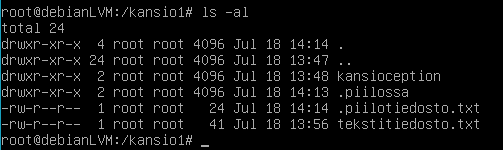 root@debianLVM:/kansio1# ls -al
total 24
drwxr-xr-x  4 root root 4096 Jul 18 14:14 .
drwxr-xr-x 24 root root 4096 Jul 18 13:47 ..
drwxr-xr-x  2 root root 4096 Jul 18 13:48 kansioception
drwxr-xr-x  2 root root 4096 Jul 18 14:13 .piilossa
-rw-r--r--  1 root root   24 Jul 18 14:14 .piilotiedosto.txt
-rw-r--r--  1 root root   41 Jul 18 13:56 tekstitiedosto.txt
root@debianLVM:/kansio1# _